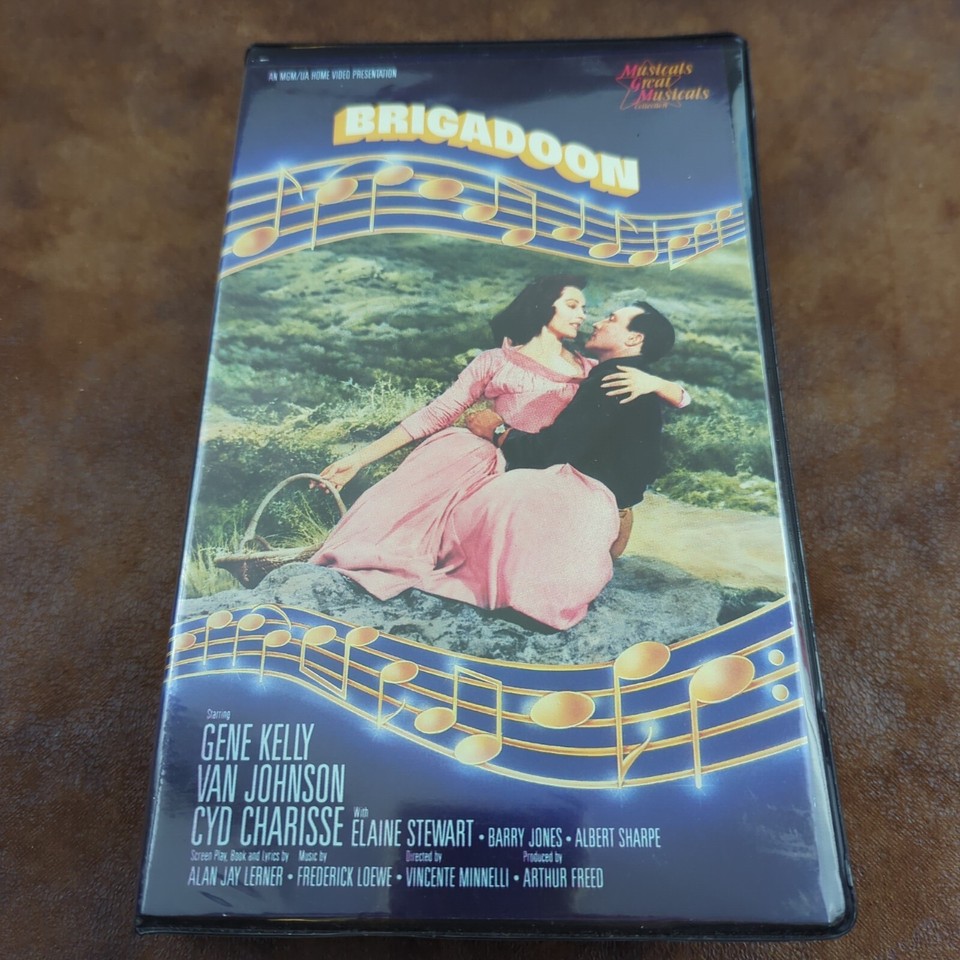 AN MGM/UA HOME VIDEO PRESENTATION
Musicals
Great
Musicals
BRIGADOON
Starring
GENE KELLY
VAN JOHNSON
CYD CHARISSE With ELAINE STEWART • BARRY JONES • ALBERT SHARPE
Screen Play, Book and Lyrics by Music by Directed by Produced by
ALAN JAY LERNER • FREDERICK LOEWE • VINCENTE MINNELLI • ARTHUR FREED